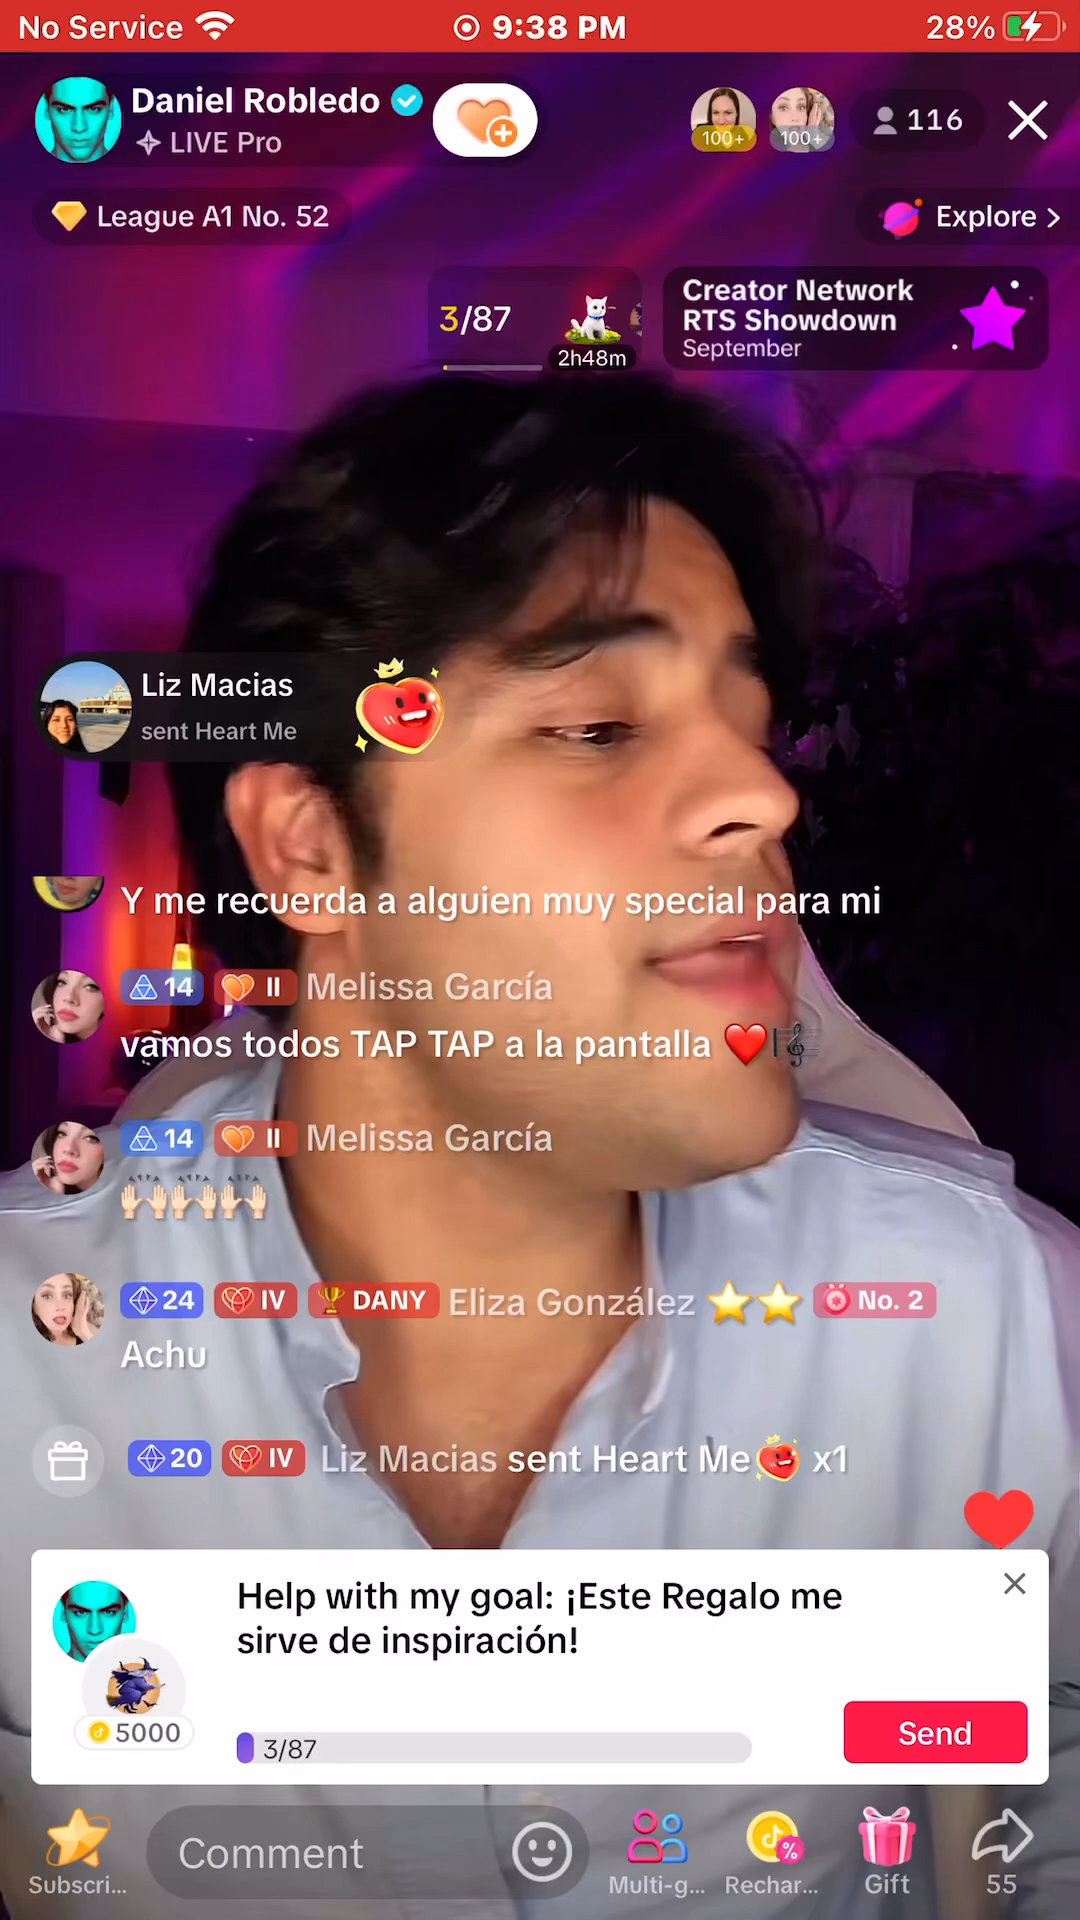 No Service
9:38 PM
28%
Daniel Robledo
LIVE Pro
100+
100+
116
League A1 No. 52
Explore >
3/87
2h48m
Creator Network
RTS Showdown
September
Liz Macias
sent Heart Me
Y me recuerda a alguien muy special para mi
14 II Melissa García
vamos todos TAP TAP a la pantalla ❤️🎼
14 II Melissa García
🙌🏻🙌🏻🙌🏻
24 IV DANY Eliza González ⭐⭐ No. 2
Achu
20 IV Liz Macias sent Heart Me x1
Help with my goal: ¡Este Regalo me
sirve de inspiración!
5000
3/87
Send
Subscri...
Comment
Multi-g...
Rechar...
Gift
55